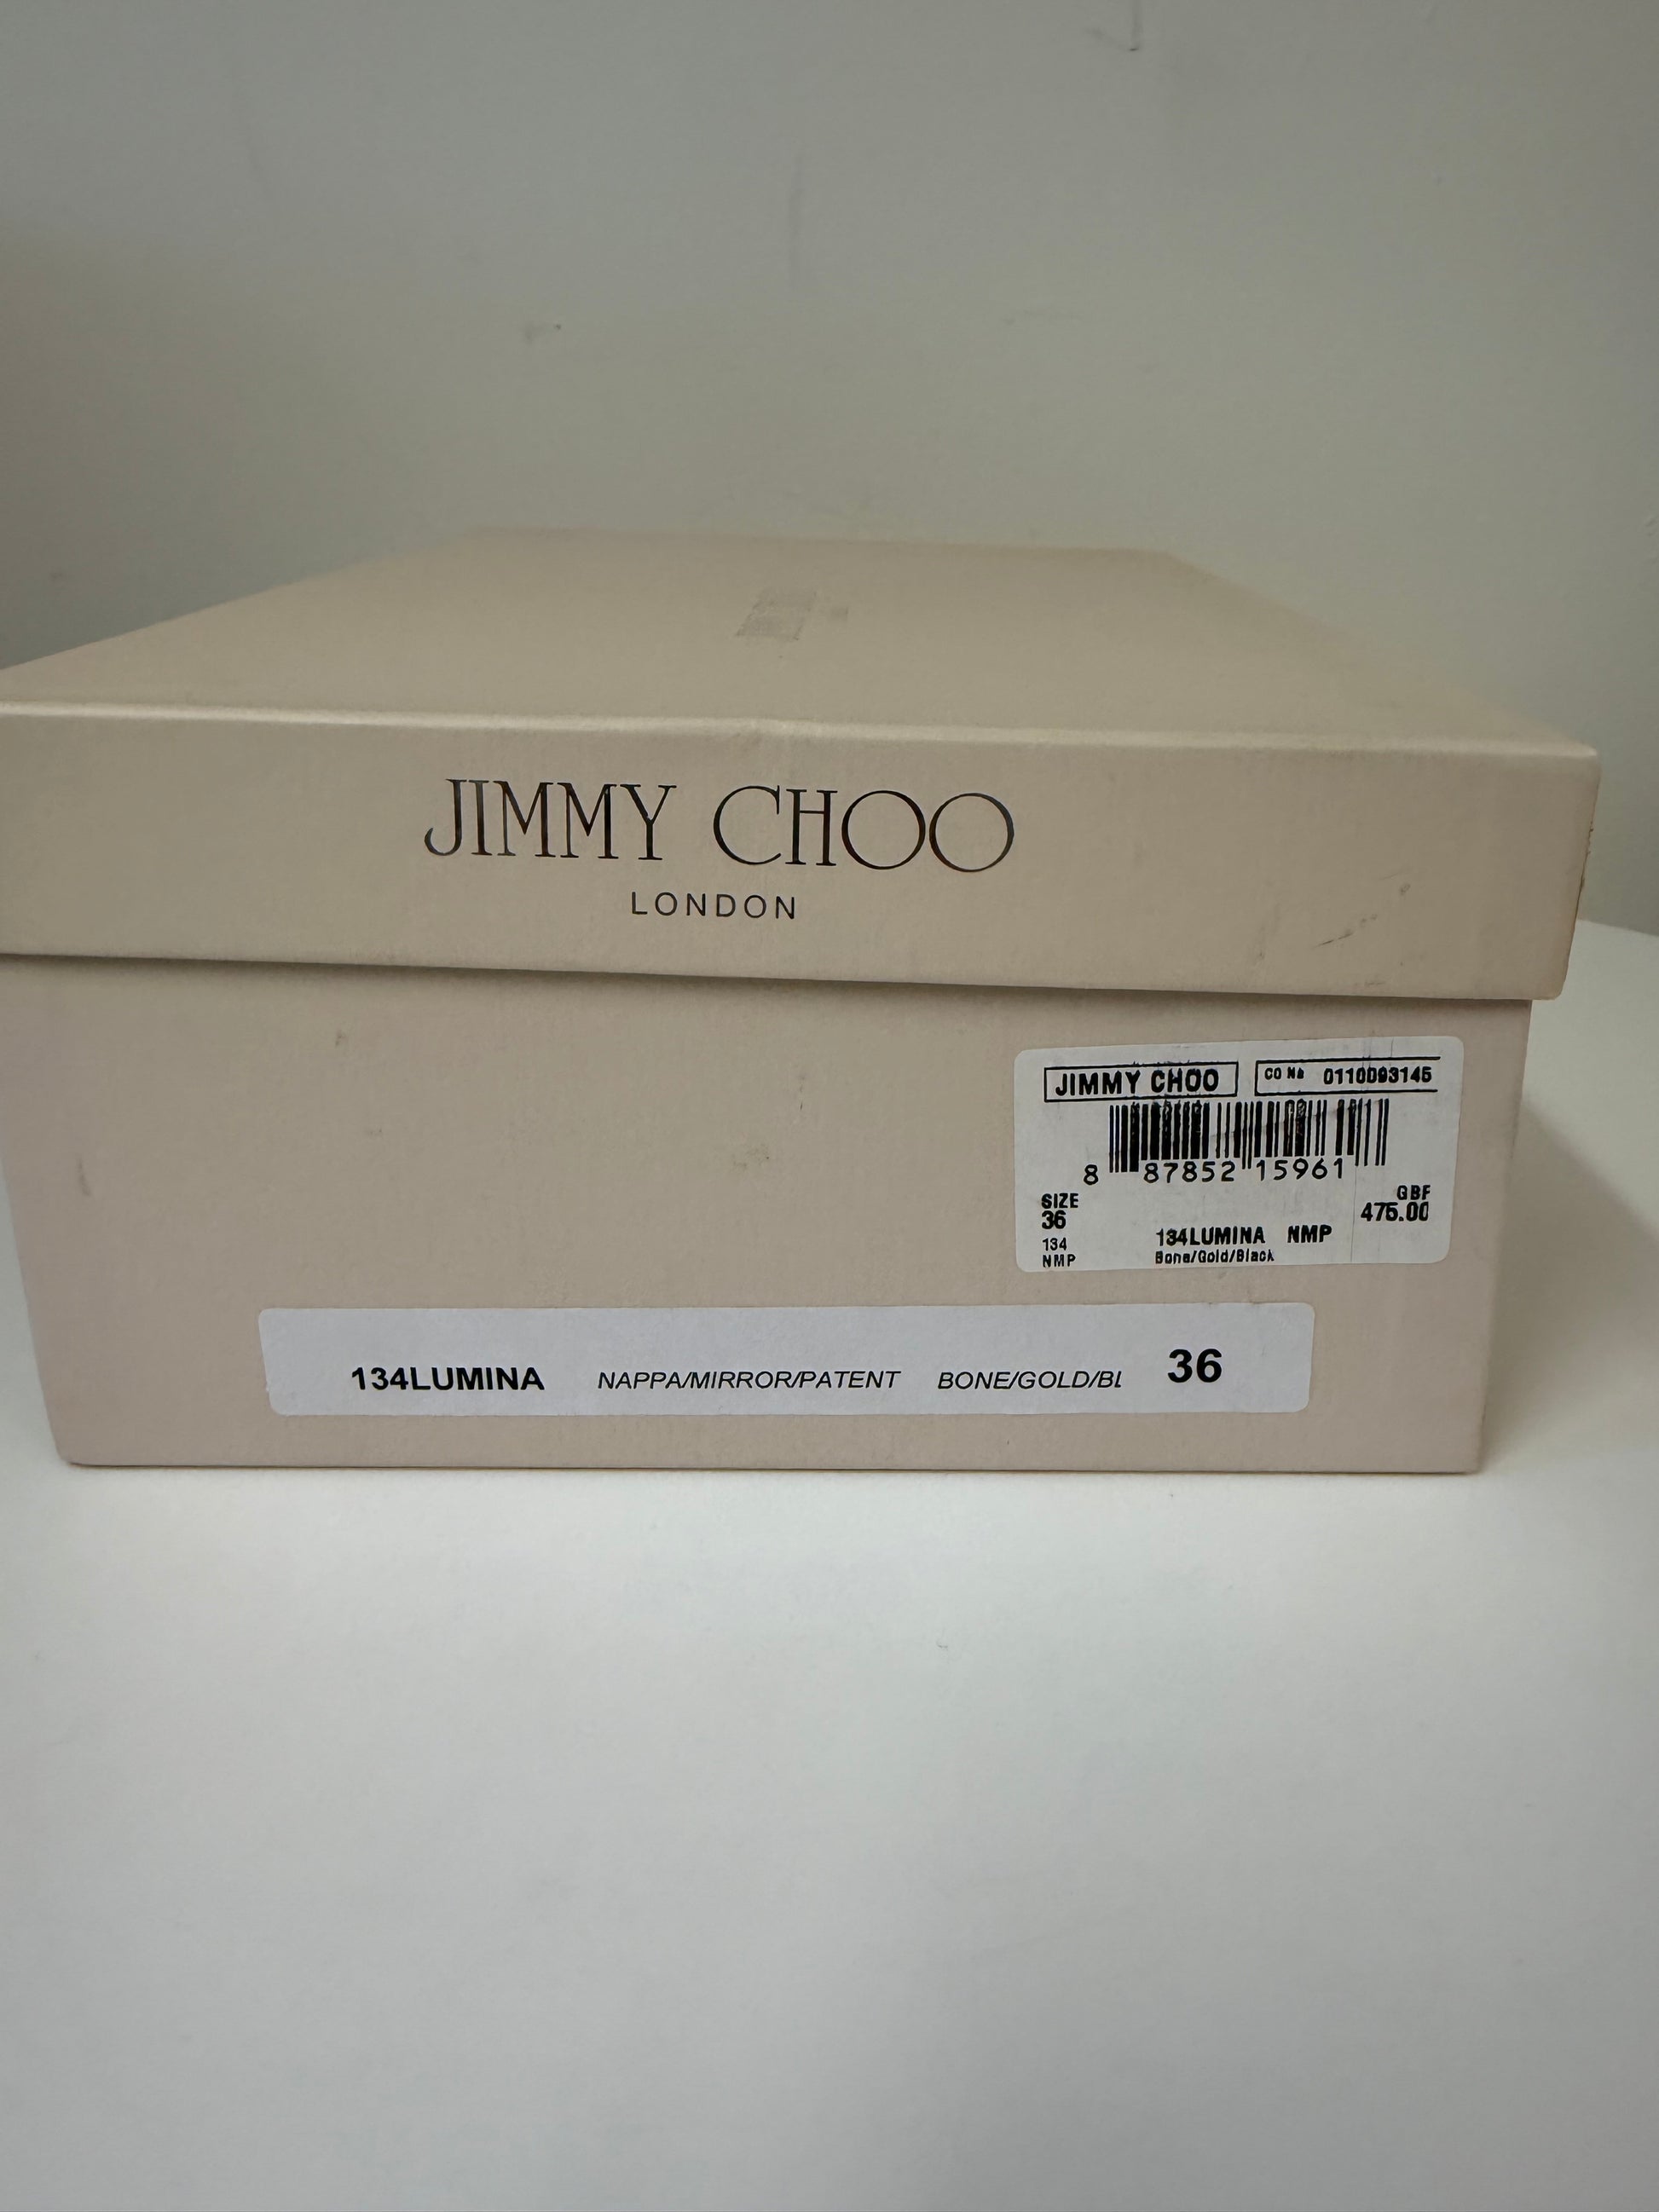 JIMMY CHOO
LONDON
JIMMY CHOO CO № 0110093145
8 87852 15961
SIZE
36
134
NMP
GBF
475.00
134LUMINA NMP
Bone/Gold/Black
134LUMINA NAPPA/MIRROR/PATENT BONE/GOLD/BL 36